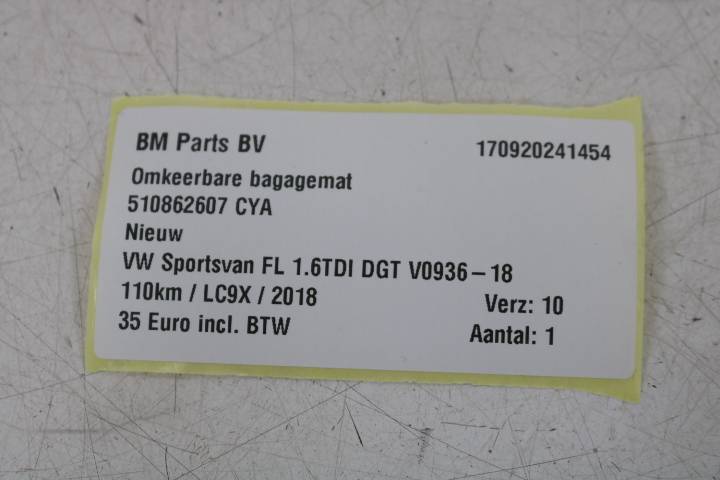 BM Parts BV 170920241454
Omkeerbare bagagemat
510862607 CYA
Nieuw
VW Sportsvan FL 1.6TDI DGT V0936-18
110km / LC9X / 2018 Verz: 10
35 Euro incl. BTW Aantal: 1